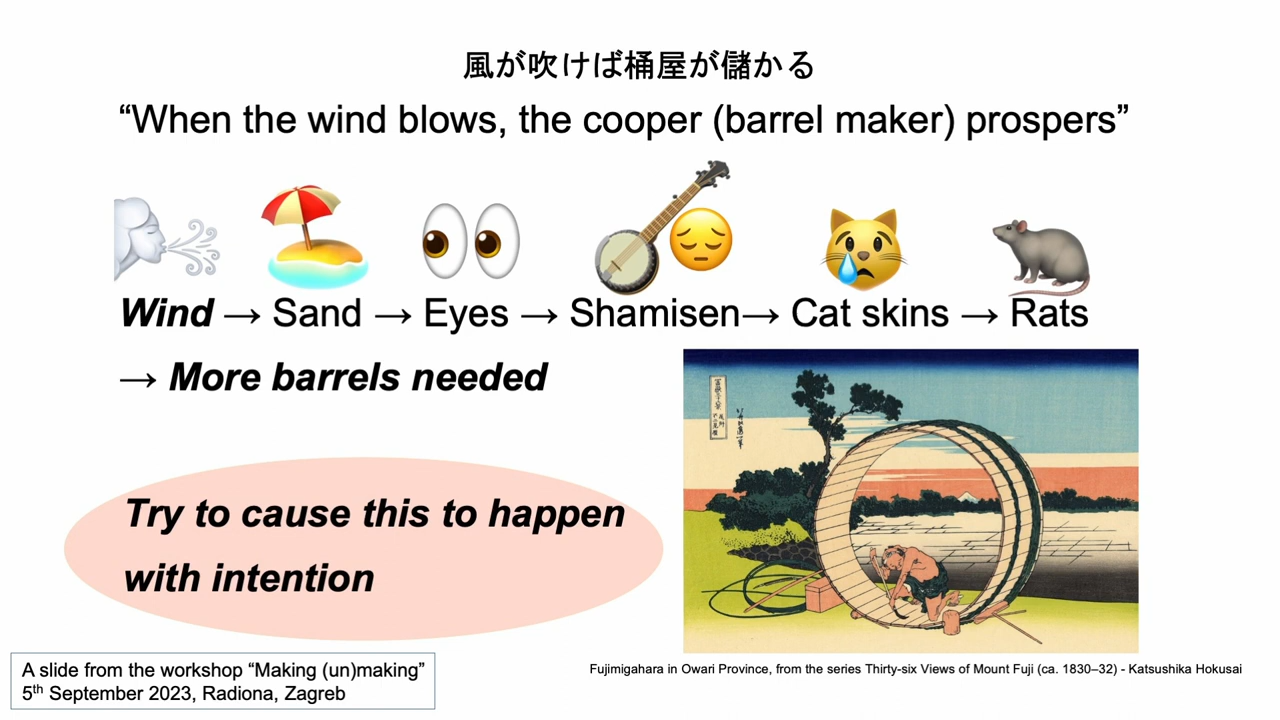 風が吹けば桶屋が儲かる
“When the wind blows, the cooper (barrel maker) prospers”
Wind → Sand → Eyes → Shamisen→ Cat skins → Rats
→ More barrels needed
Try to cause this to happen
with intention
A slide from the workshop “Making (un)making”
5th September 2023, Radiona, Zagreb
Fujimigahara in Owari Province, from the series Thirty-six Views of Mount Fuji (ca. 1830–32) - Katsushika Hokusai